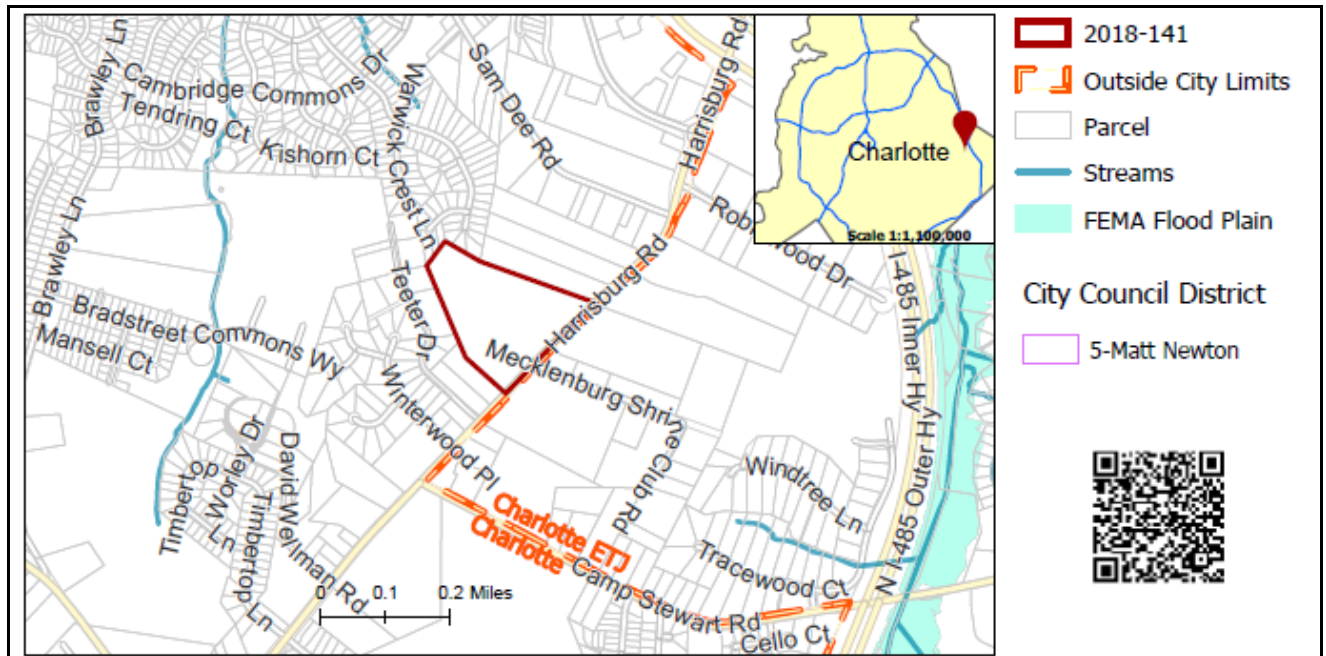 Brawley Ln
Cambridge Commons Dr
Tendring Ct
Kishorn Ct
Warwick Crest Ln
Sam Dee Rd
Harrisburg Rd
Charlotte
Scale 1:1,100,000
Brawley Ln
Teeter Dr
Harrisburg Rd
I-485 Inner Hy
Bradstreet Commons Wy
Mansell Ct
Mecklenburg Shrine Club Rd
Winterwood Pl
Worley Dr
Timbertop Ln
David We/Iman Rd
Timbertop Ln
Windtree Ln
N I-485 Outer Hy
Charlotte ETJ
Charlotte
Camp Stewart Rd
Tracewood Ct
Cello Ct
0 0.1 0.2 Miles
2018-141
Outside City Limits
Parcel
Streams
FEMA Flood Plain
City Council District
5-Matt Newton